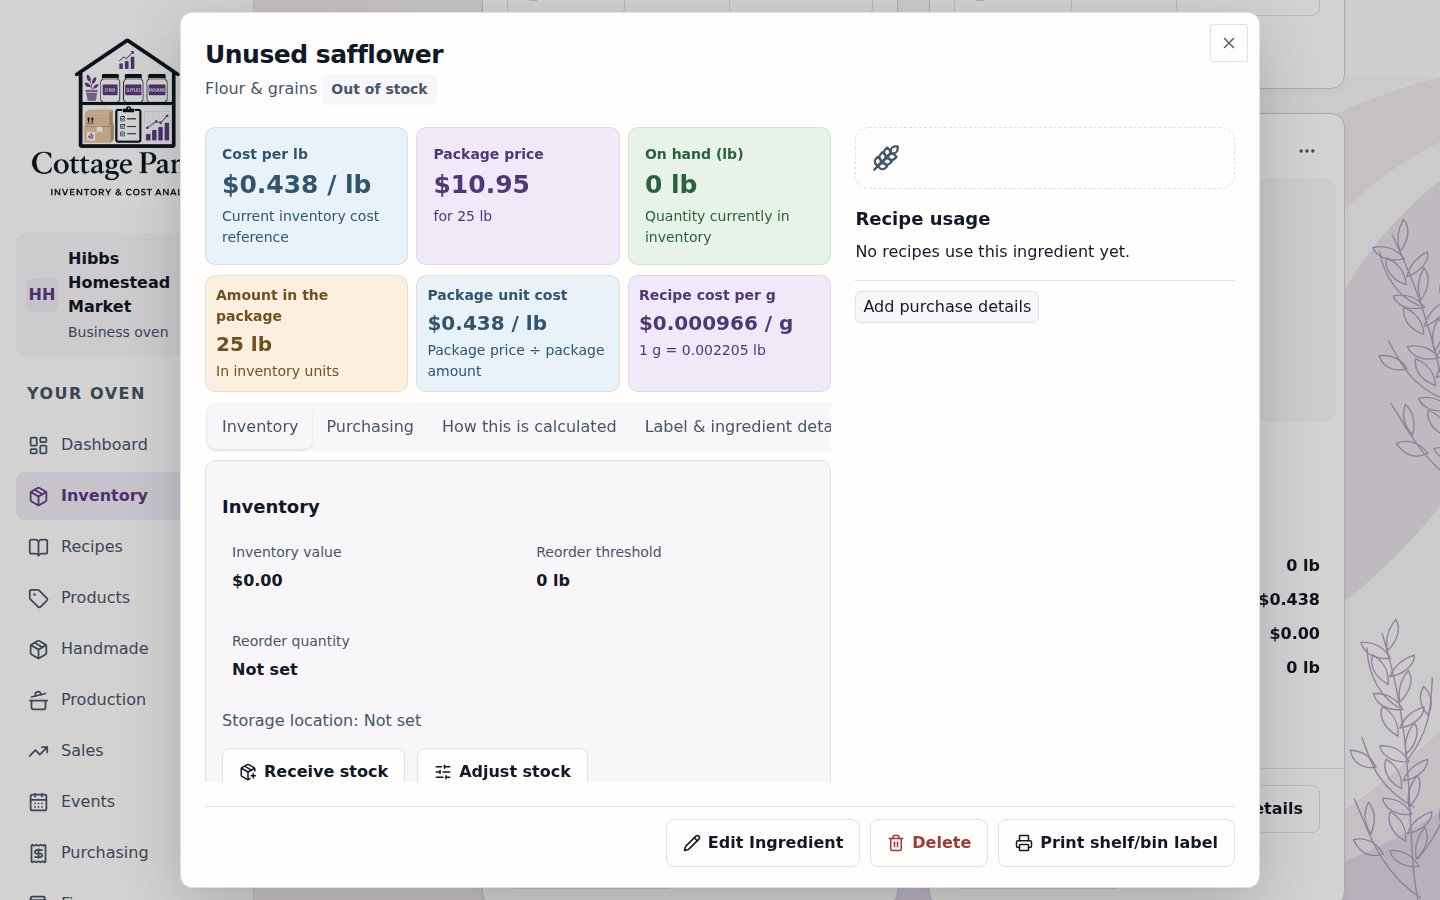 Unused safflower
Flour & grains
Out of stock
Cost per lb
$0.438 / lb
Current inventory cost
reference
Package price
$10.95
for 25 lb
On hand (lb)
0 lb
Quantity currently in
inventory
Amount in the
package
25 lb
In inventory units
Package unit cost
$0.438 / lb
Package price ÷ package
amount
Recipe cost per g
$0.000966 / g
1 g = 0.002205 lb
Inventory
Purchasing
How this is calculated
Label & ingredient deta
Inventory
Inventory value
$0.00
Reorder threshold
0 lb
Reorder quantity
Not set
Storage location: Not set
Receive stock
Adjust stock
Recipe usage
No recipes use this ingredient yet.
Add purchase details
Edit Ingredient
Delete
Print shelf/bin label
Cottage Pan
INVENTORY & COST ANAL
HH
Hibbs
Homestead
Market
Business oven
YOUR OVEN
Dashboard
Inventory
Recipes
Products
Handmade
Production
Sales
Events
Purchasing
0 lb
$0.438
$0.00
0 lb
etails